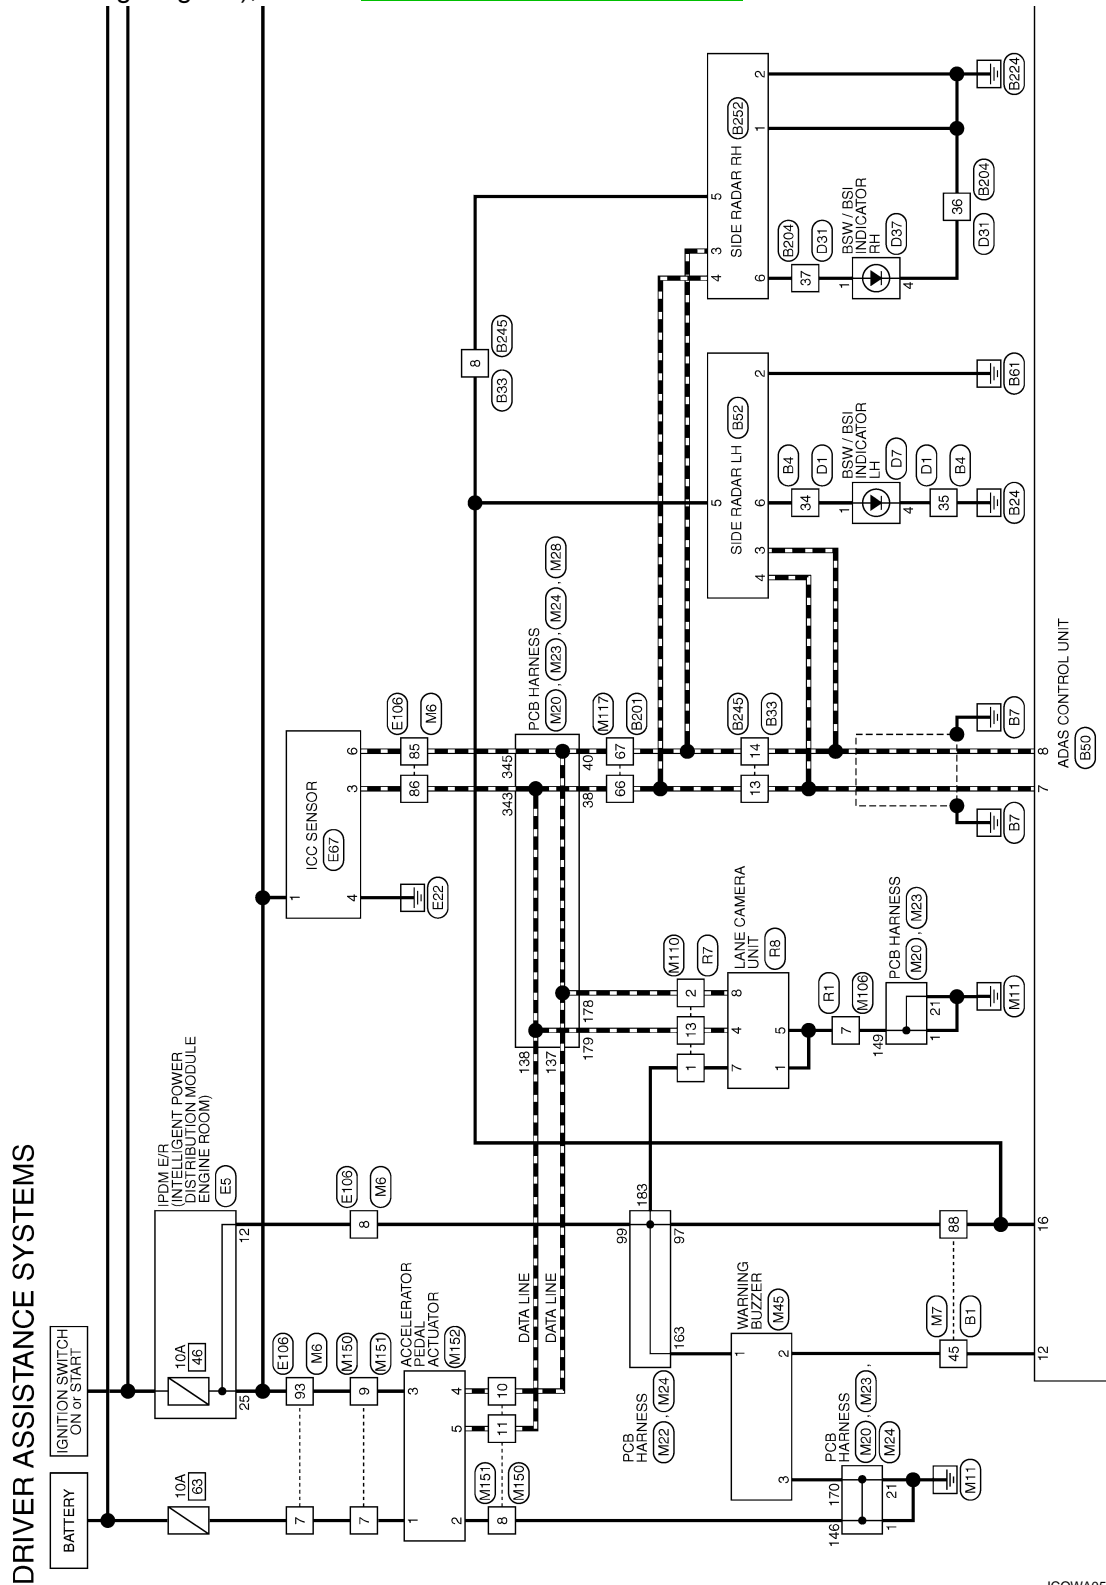 DRIVER ASSISTANCE SYSTEMS
BATTERY
IGNITION SWITCH
ON or START
10A
63
10A
46
IPDM E/R
(INTELLIGENT POWER
DISTRIBUTION MODULE
ENGINE ROOM)
E5
25
12
7
93
E106
M6
8
E106
M6
7
9
M150
M151
ACCELERATOR
PEDAL
ACTUATOR
M152
1
3
2
5
4
8
11
10
M151
M150
DATA LINE
DATA LINE
ICC SENSOR
E67
1
4
3
6
E22
86
85
E106
M6
PCB HARNESS
M20 , M23 , M24 , M28
343
345
138
137
179
178
38
40
66
67
M117
B201
8
B33
B245
PCB
HARNESS
M22 , M24
99
183
163
97
1
13
2
M110
R7
LANE CAMERA
UNIT
R8
7
4
8
1
5
7
R1
M106
PCB HARNESS
M20 , M23
149
1
21
M11
WARNING
BUZZER
M45
1
2
3
PCB
HARNESS
M20 , M23 ,
M24
146
170
1
21
M11
45
88
M7
B1
13
14
B245
B33
SIDE RADAR LH
B52
5
4
3
6
2
34
B4
D1
BSW / BSI
INDICATOR
LH
D7
1
4
35
D1
B4
B24
B61
SIDE RADAR RH
B252
4
3
5
6
1
2
37
B204
D31
BSW / BSI
INDICATOR
RH
D37
1
4
36
D31
B204
B224
B7
B7
12
16
7
8
ADAS CONTROL UNIT
B50